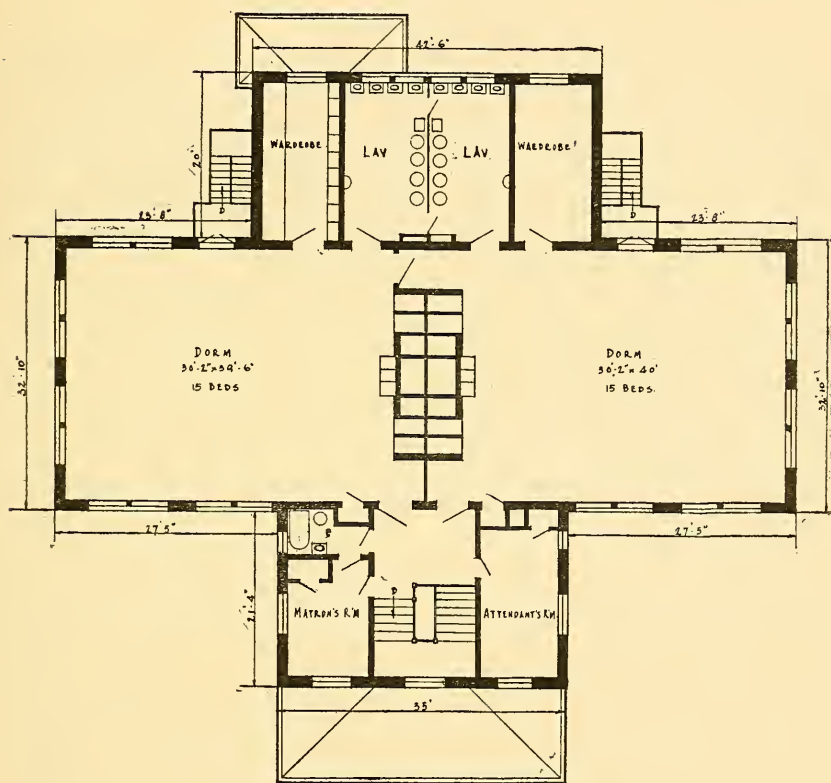 42'-6"
WARDROBE
LAV
LAV.
WARDROBE
20'
D
D
23'-8"
23'-8"
DORM
30'-2"×39'-6"
15 BEDS
DORM
30'-2"×40'
15 BEDS.
32'-10"
32'-10"
27'5"
27'-5"
21'-4"
D
MATRON'S R'M
ATTENDANT'S R'M.
35'